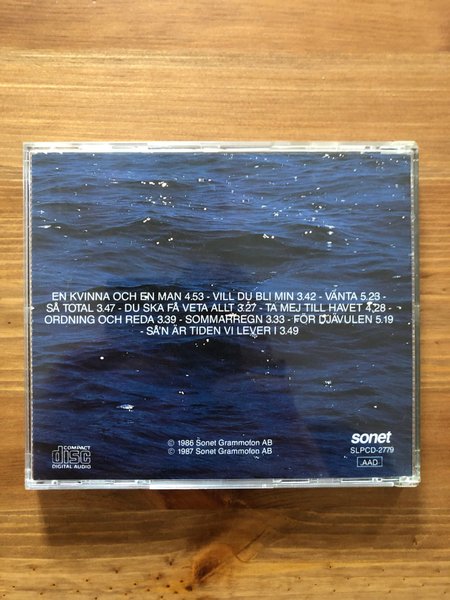 EN KVINNA OCH EN MAN 4.53 - VILL DU BLI MIN 3.42 - VÄNTA 5.23 -
SÅ TOTAL 3.47 - DU SKA FÅ VETA ALLT 3.27 - TA MEJ TILL HAVET 4.28 -
ORDNING OCH REDA 3.39 - SOMMARREGN 3.33 - FÖR DJÄVULEN 5.19
- SÅ'N ÄR TIDEN VI LEVER I 3.49
COMPACT
disc
DIGITAL AUDIO
© 1986 Sonet Grammofon AB
℗ 1987 Sonet Grammofon AB
sonet
SLPCD-2779
AAD